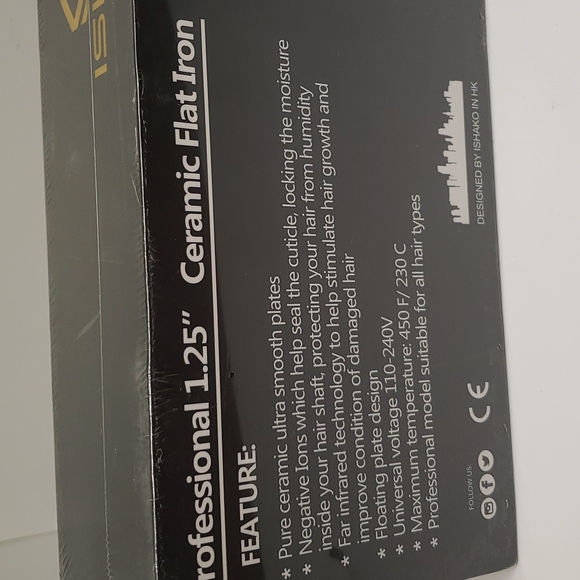 rofessional 1.25" Ceramic Flat Iron
FEATURE:
* Pure ceramic ultra smooth plates
* Negative Ions which help seal the cuticle, locking the moisture
inside your hair shaft, protecting your hair from humidity
* Far infrared technology to help stimulate hair growth and
improve condition of damaged hair
* Floating plate design
* Universal voltage 110-240V
* Maximum temperature: 450 F/ 230 C
* Professional model suitable for all hair types
DESIGNED BY ISHAKO IN HK
FOLLOW US:
CE